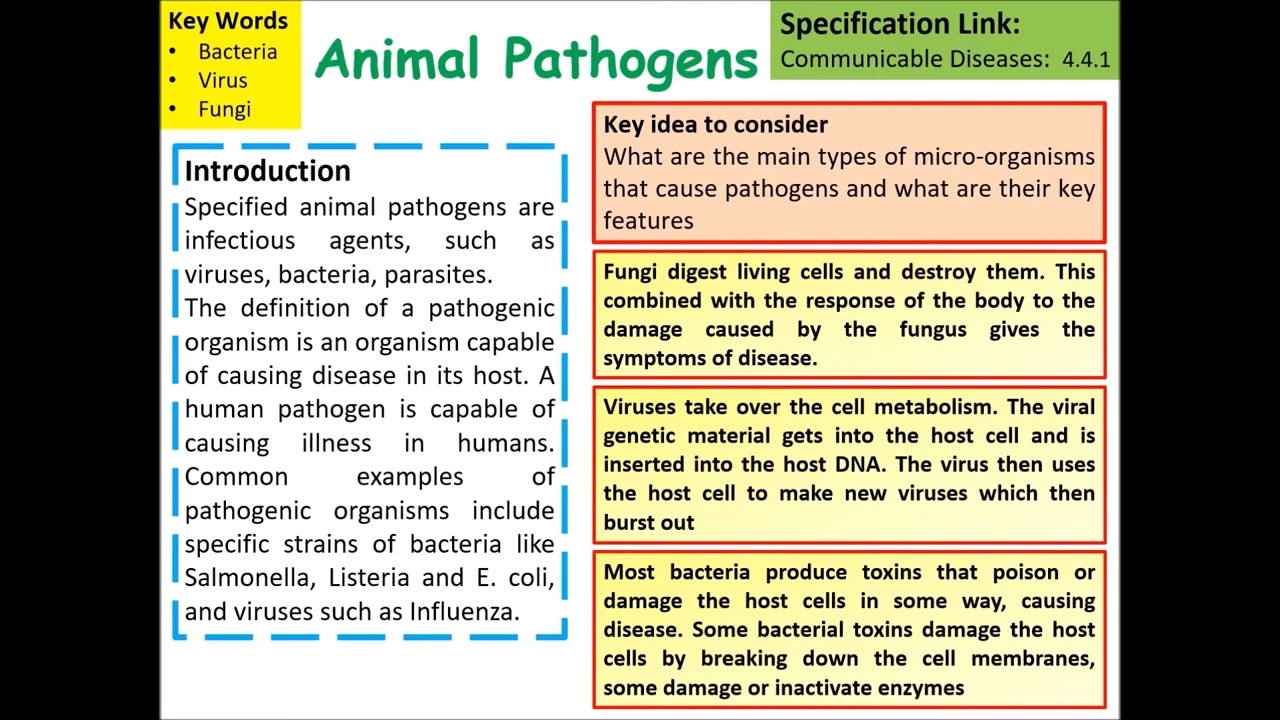 Key Words
• Bacteria
• Virus
• Fungi
Animal Pathogens
Specification Link:
Communicable Diseases: 4.4.1
Introduction
Specified animal pathogens are
infectious agents, such as
viruses, bacteria, parasites.
The definition of a pathogenic
organism is an organism capable
of causing disease in its host. A
human pathogen is capable of
causing illness in humans.
Common examples of
pathogenic organisms include
specific strains of bacteria like
Salmonella, Listeria and E. coli,
and viruses such as Influenza.
Key idea to consider
What are the main types of micro-organisms
that cause pathogens and what are their key
features
Fungi digest living cells and destroy them. This
combined with the response of the body to the
damage caused by the fungus gives the
symptoms of disease.
Viruses take over the cell metabolism. The viral
genetic material gets into the host cell and is
inserted into the host DNA. The virus then uses
the host cell to make new viruses which then
burst out
Most bacteria produce toxins that poison or
damage the host cells in some way, causing
disease. Some bacterial toxins damage the host
cells by breaking down the cell membranes,
some damage or inactivate enzymes